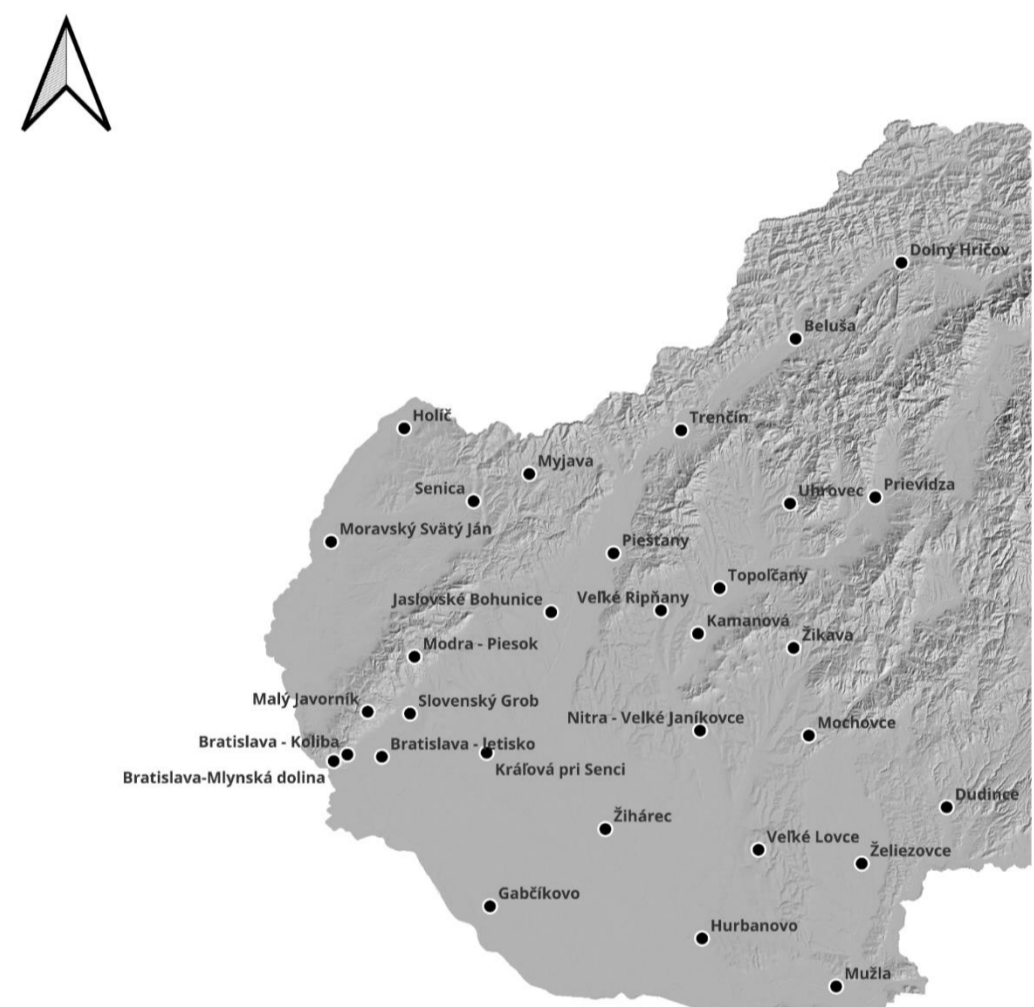 Dolný Hričov
Beluša
Holíč
Trenčín
Myjava
Senica
Uhrovec
Prievidza
Moravský Svätý Ján
Piešťany
Topoľčany
Jaslovské Bohunice
Veľké Ripňany
Kamanová
Modra - Piesok
Žikava
Malý Javorník
Slovenský Grob
Nitra - Velké Janíkovce
Mochovce
Bratislava - Koliba
Bratislava - letisko
Kráľová pri Senci
Bratislava-Mlynská dolina
Dudince
Žihárec
Veľké Lovce
Želiezovce
Gabčíkovo
Hurbanovo
Mužla